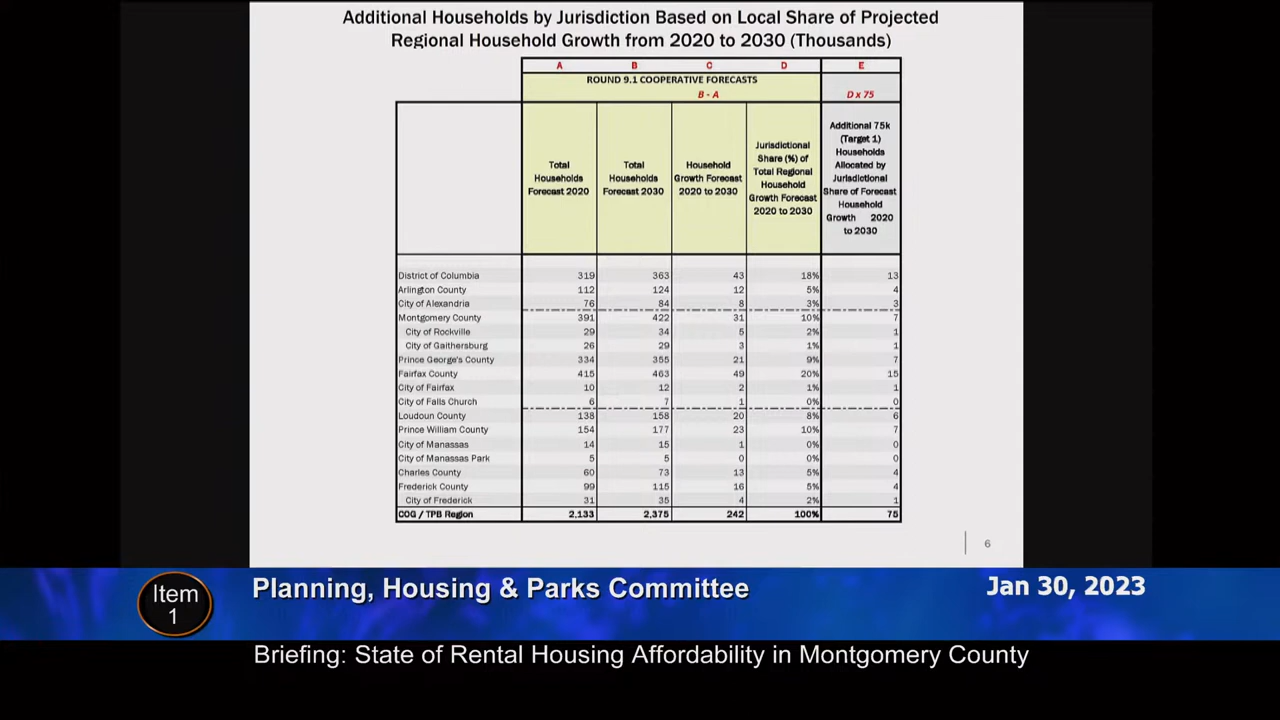 Additional Households by Jurisdiction Based on Local Share of Projected
Regional Household Growth from 2020 to 2030 (Thousands)
A B C D E
ROUND 9.1 COOPERATIVE FORECASTS
B - A D x 75
Total Households Forecast 2020
Total Households Forecast 2030
Household Growth Forecast 2020 to 2030
Jurisdictional Share (%) of Total Regional Household Growth Forecast 2020 to 2030
Additional 75k (Target 1) Households Allocated by Jurisdictional Share of Forecast Household Growth 2020 to 2030
District of Columbia 319 363 43 18% 13
Arlington County 112 124 12 5% 4
City of Alexandria 76 84 8 3% 3
Montgomery County 391 422 31 10% 7
City of Rockville 29 34 5 2% 1
City of Gaithersburg 26 29 3 1% 1
Prince George's County 334 355 21 9% 7
Fairfax County 415 463 49 20% 15
City of Fairfax 10 12 2 1% 1
City of Falls Church 6 7 1 0% 0
Loudoun County 138 158 20 8% 6
Prince William County 154 177 23 10% 7
City of Manassas 14 15 1 0% 0
City of Manassas Park 5 5 0 0% 0
Charles County 60 73 13 5% 4
Frederick County 99 115 16 5% 4
City of Frederick 31 35 4 2% 1
COG / TPB Region 2,133 2,375 242 100% 75
6
Item
1
Planning, Housing & Parks Committee
Jan 30, 2023
Briefing: State of Rental Housing Affordability in Montgomery County